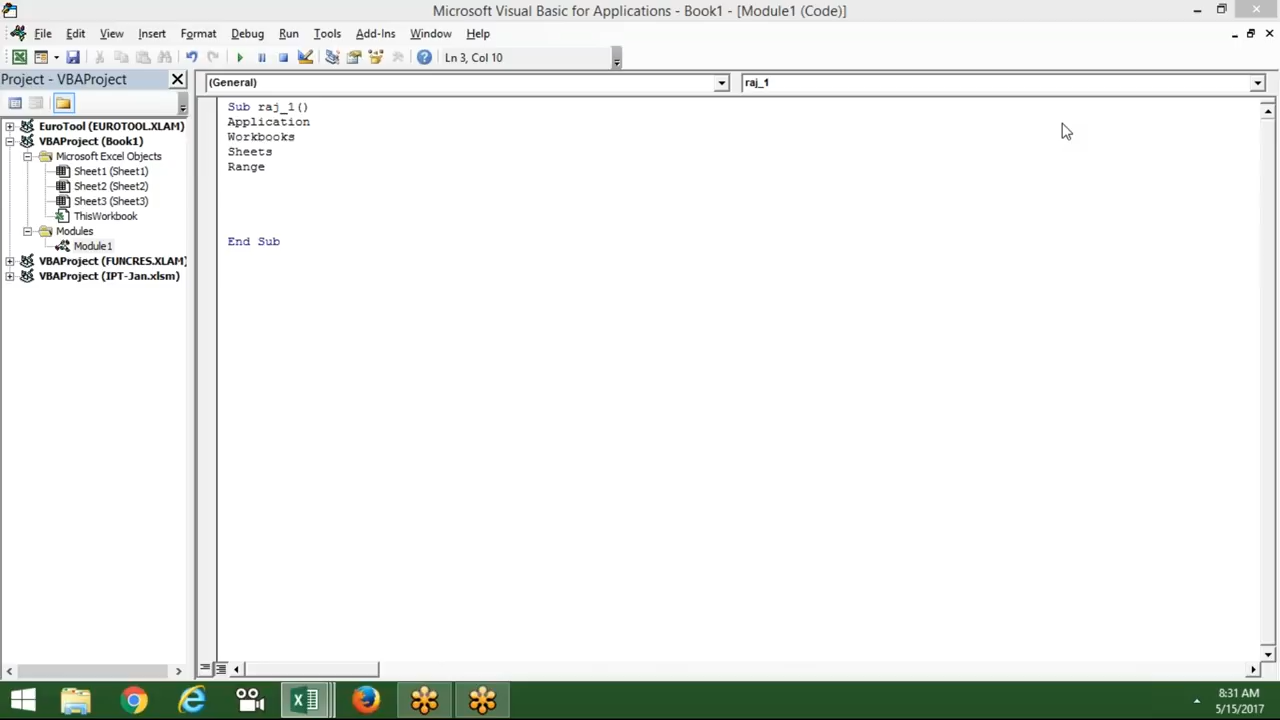 Microsoft Visual Basic for Applications - Book1 - [Module1 (Code)]
File Edit View Insert Format Debug Run Tools Add-Ins Window Help
Ln 3, Col 10
Project - VBAProject
(General)
raj_1
EuroTool (EUROTOOL.XLAM)
VBAProject (Book1)
Microsoft Excel Objects
Sheet1 (Sheet1)
Sheet2 (Sheet2)
Sheet3 (Sheet3)
ThisWorkbook
Modules
Module1
VBAProject (FUNCRES.XLAM)
VBAProject (IPT-Jan.xlsm)
Sub raj_1()
Application
Workbooks
Sheets
Range
End Sub
8:31 AM
5/15/2017